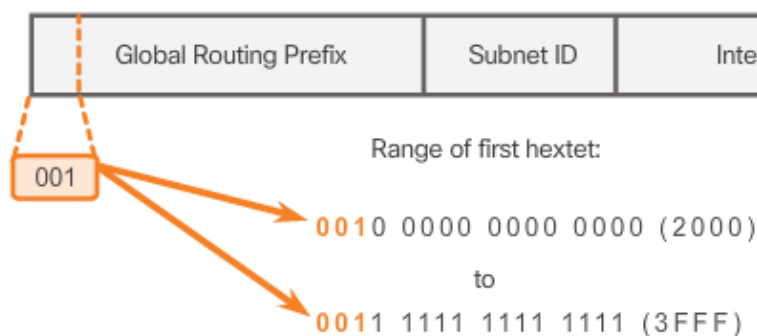 Global Routing Prefix Subnet ID Inte
Range of first hextet:
001
0010 0000 0000 0000 (2000)
to
0011 1111 1111 1111 (3FFF)